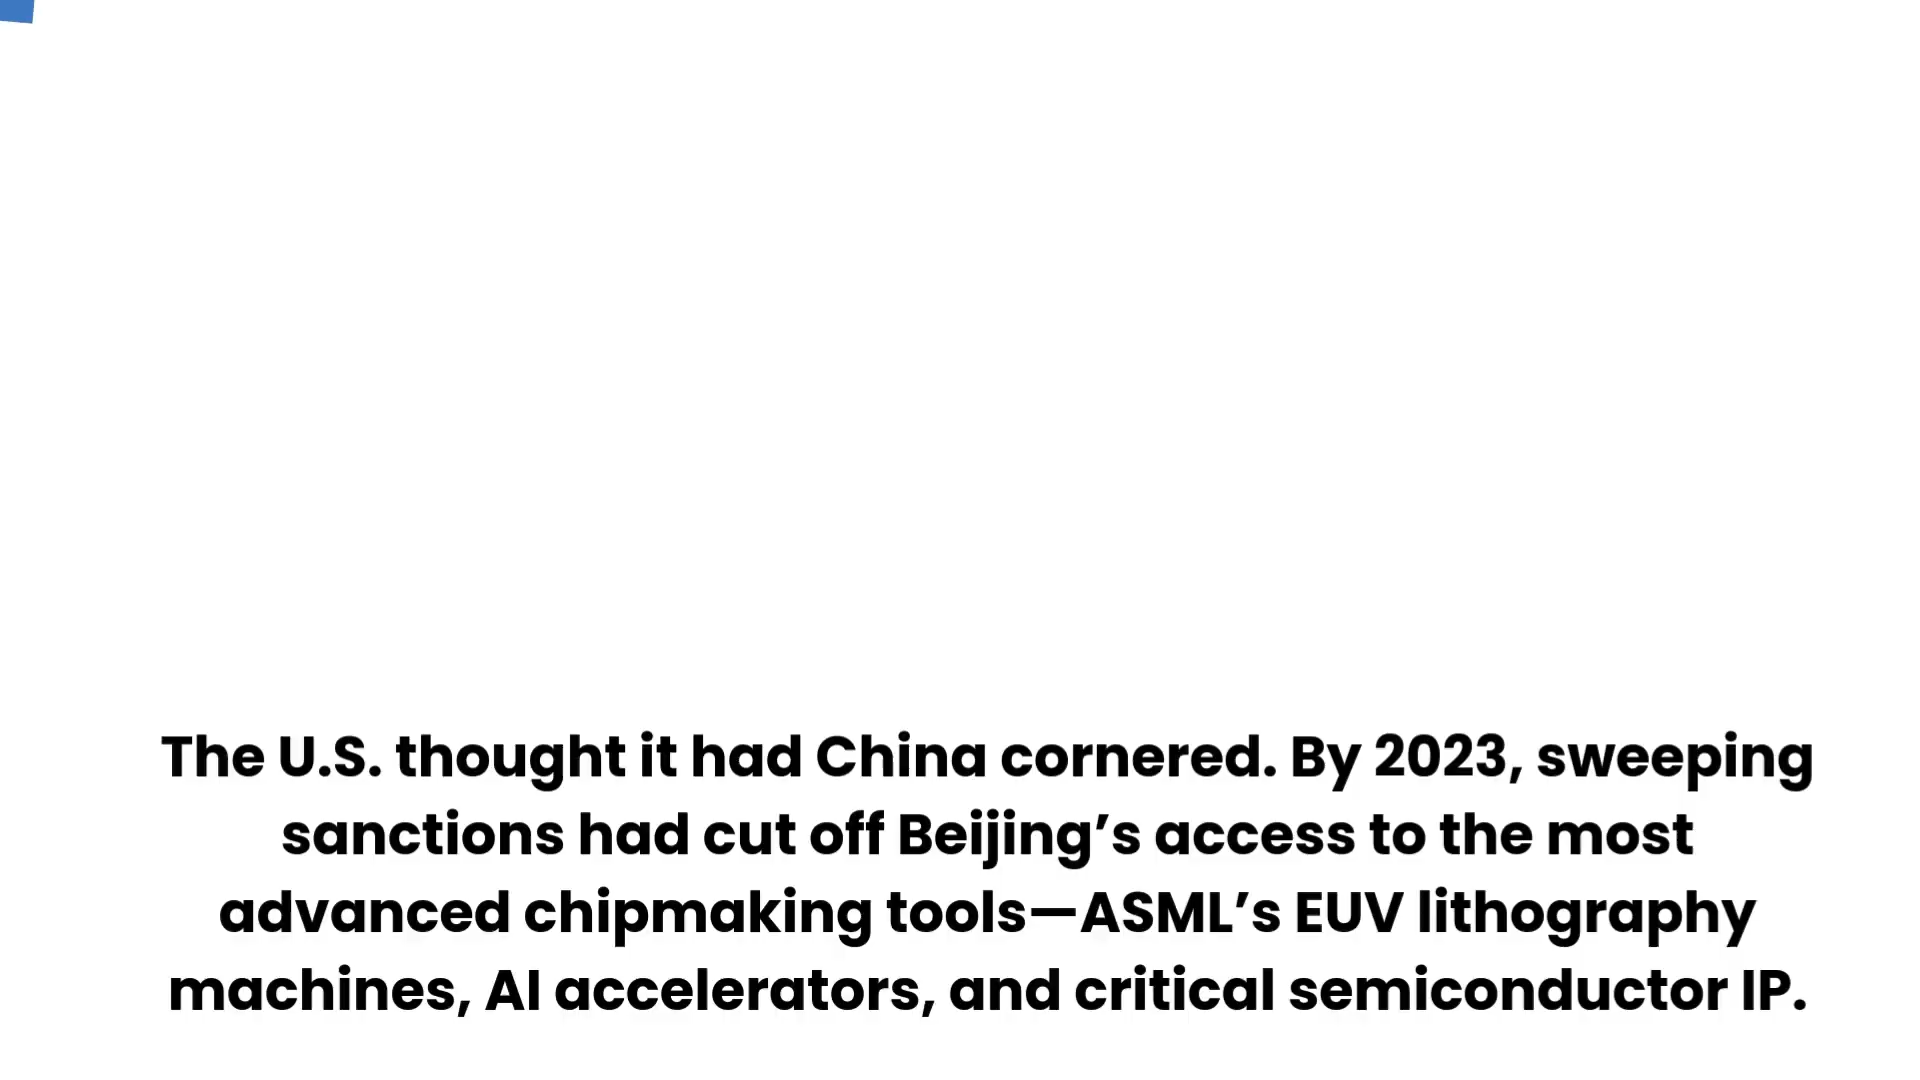 The U.S. thought it had China cornered. By 2023, sweeping
sanctions had cut off Beijing’s access to the most
advanced chipmaking tools—ASML’s EUV lithography
machines, AI accelerators, and critical semiconductor IP.